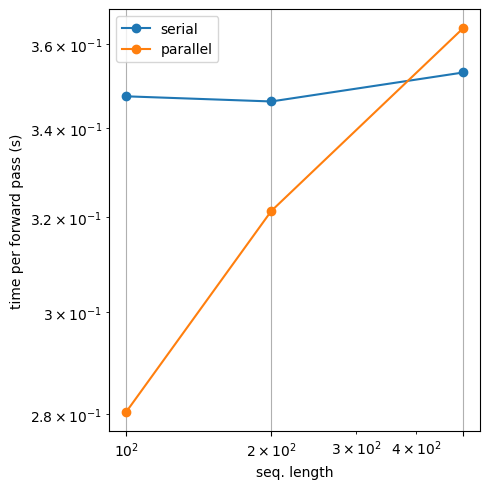 serial
parallel
3.6 × 10⁻¹
3.4 × 10⁻¹
3.2 × 10⁻¹
3 × 10⁻¹
2.8 × 10⁻¹
time per forward pass (s)
10² 2 × 10² 3 × 10² 4 × 10²
seq. length